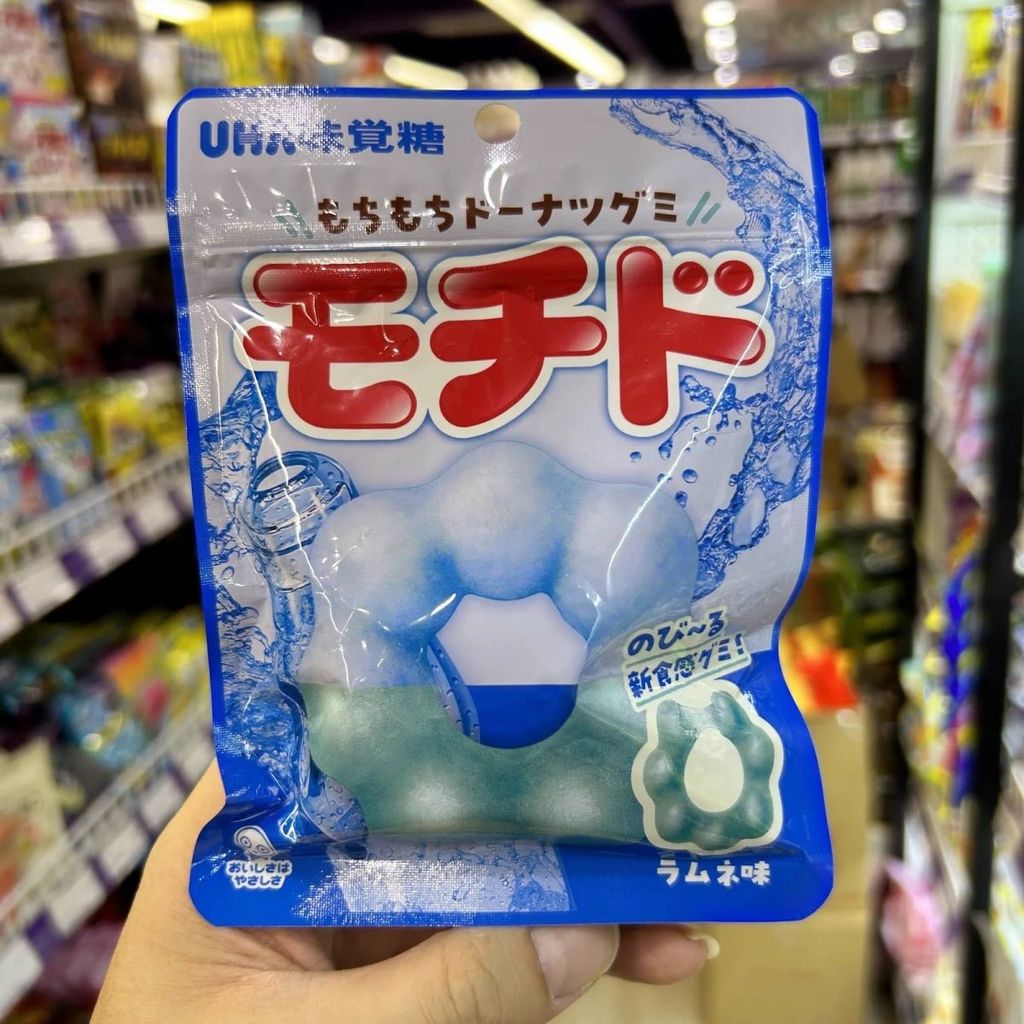 UHA味覚糖
もちもちドーナツグミ
モチド
のび〜る
新食感グミ!
ラムネ味
おいしさは
やさしさ